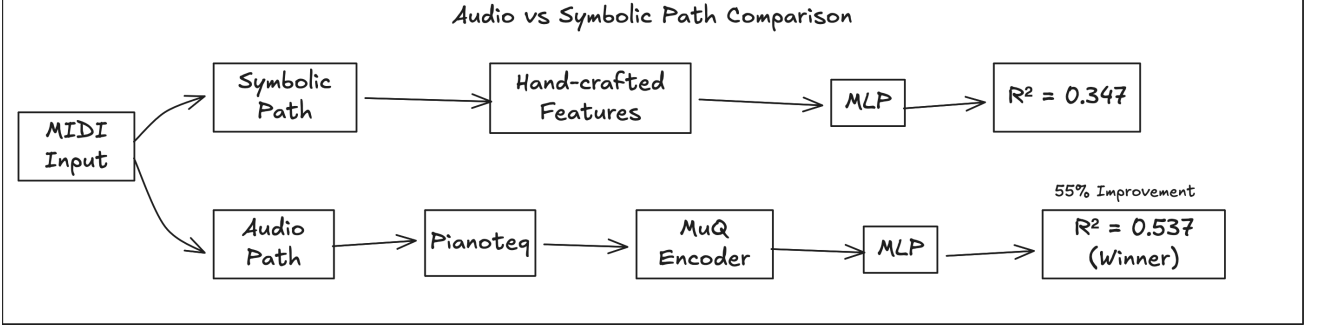 Audio vs Symbolic Path Comparison
Symbolic
Path
Hand-crafted
Features
MLP
R² = 0.347
MIDI
Input
55% Improvement
Audio
Path
Pianoteq
MuQ
Encoder
MLP
R² = 0.537
(Winner)